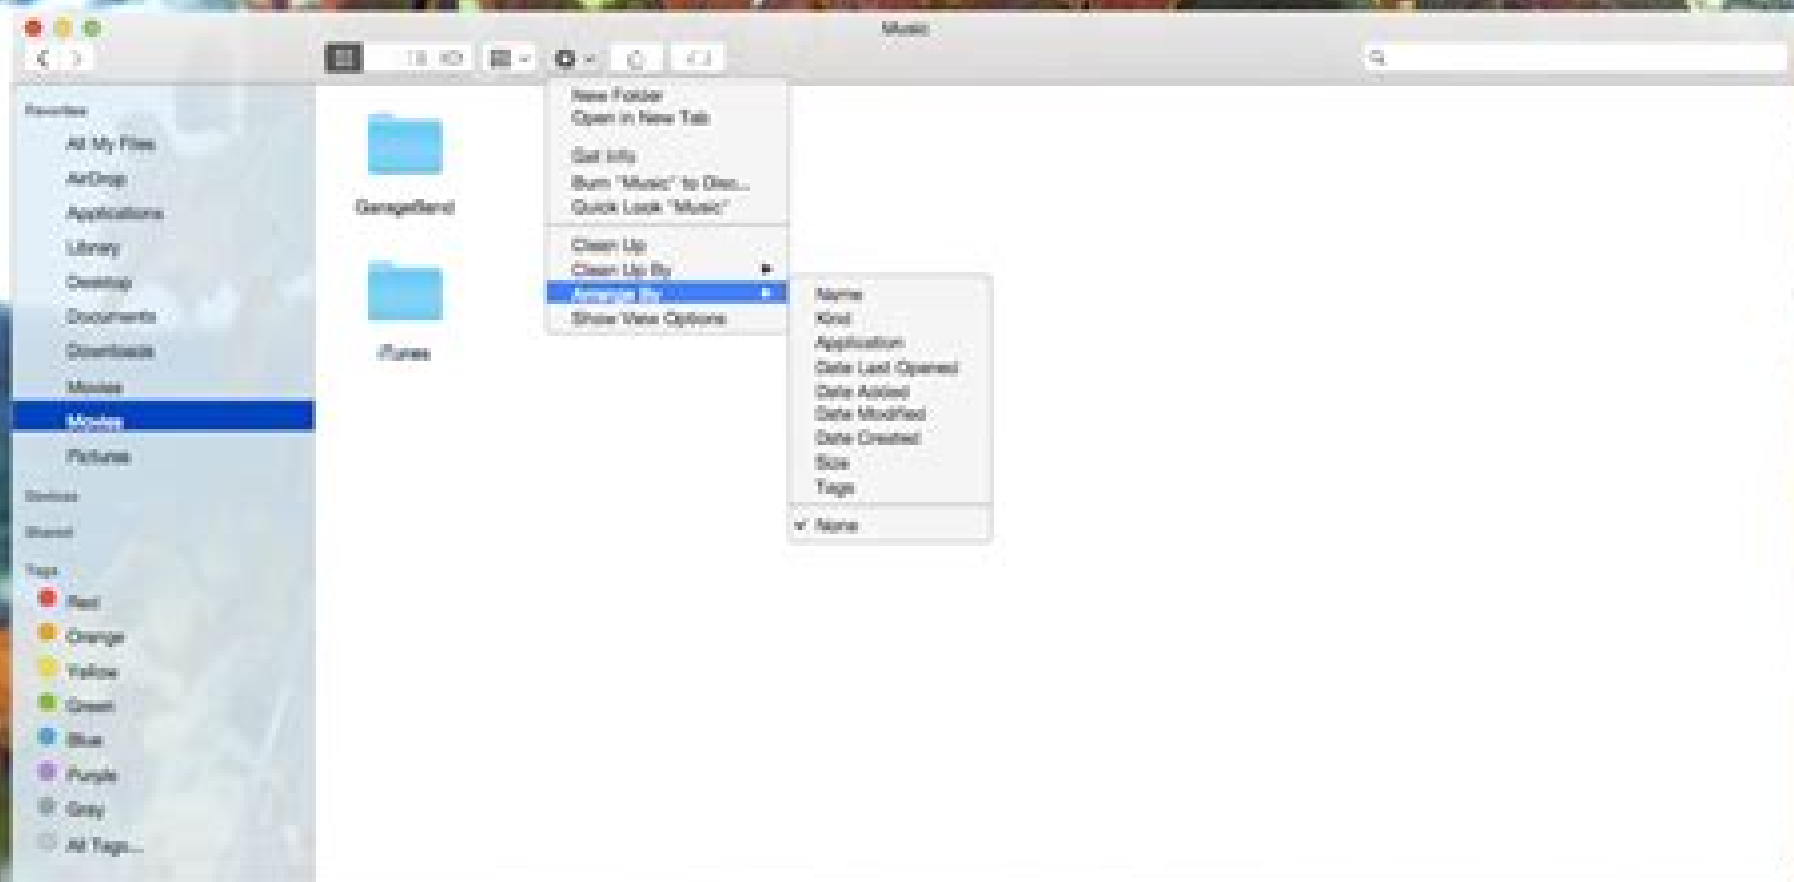 Music
Favorites
All My Files
AirDrop
Applications
Library
Desktop
Documents
Downloads
Movies
Movies
Pictures
Devices
Shared
Tags
Red
Orange
Yellow
Green
Blue
Purple
Gray
All Tags...
GarageBand
iTunes
New Folder
Open in New Tab
Get Info
Burn "Music" to Disc...
Quick Look "Music"
Clean Up
Clean Up By
Arrange By
Show View Options
Name
Kind
Application
Date Last Opened
Date Added
Date Modified
Date Created
Size
Tags
None